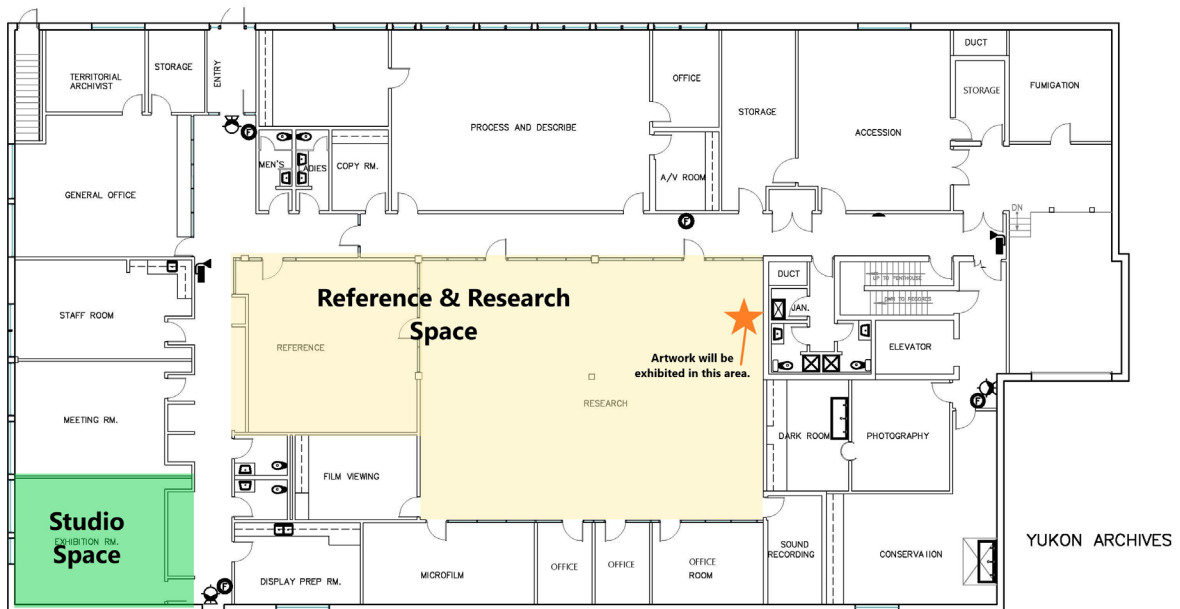 TERRITORIAL
ARCHIVIST
STORAGE
ENTRY
PROCESS AND DESCRIBE
OFFICE
STORAGE
ACCESSION
DUCT
STORAGE
FUMIGATION
MEN'S
LADIES
COPY RM.
A/V ROOM
GENERAL OFFICE
F
F
DN
STAFF ROOM
Reference & Research
Space
REFERENCE
Artwork will be
exhibited in this area.
RESEARCH
DUCT
JAN.
UP TO PENTHOUSE
DWN TO RECORDS
ELEVATOR
MEETING RM.
FILM VIEWING
DARK ROOM
PHOTOGRAPHY
F
Studio
Space
EXHIBITION RM.
F
DISPLAY PREP RM.
MICROFILM
OFFICE
OFFICE
OFFICE
ROOM
SOUND
RECORDING
CONSERVATION
YUKON ARCHIVES